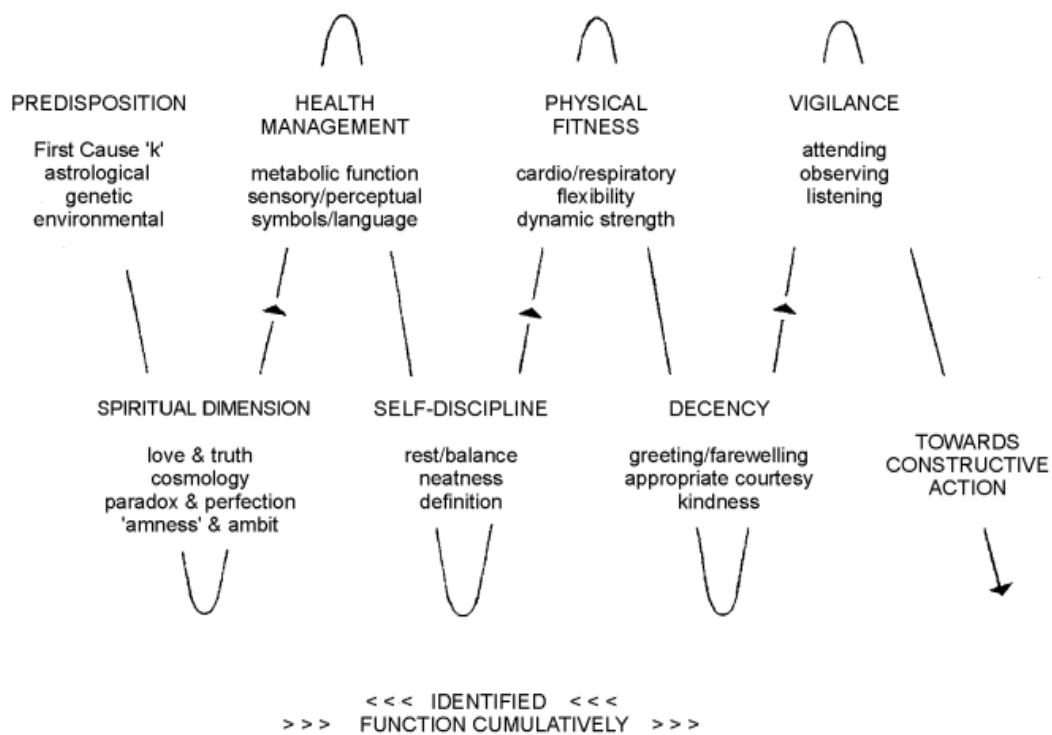 PREDISPOSITION
First Cause 'k'
astrological
genetic
environmental
HEALTH
MANAGEMENT
metabolic function
sensory/perceptual
symbols/language
PHYSICAL
FITNESS
cardio/respiratory
flexibility
dynamic strength
VIGILANCE
attending
observing
listening
SPIRITUAL DIMENSION
love & truth
cosmology
paradox & perfection
'amness' & ambit
SELF-DISCIPLINE
rest/balance
neatness
definition
DECENCY
greeting/farewelling
appropriate courtesy
kindness
TOWARDS
CONSTRUCTIVE
ACTION
< < < IDENTIFIED < < <
> > > FUNCTION CUMULATIVELY > > >